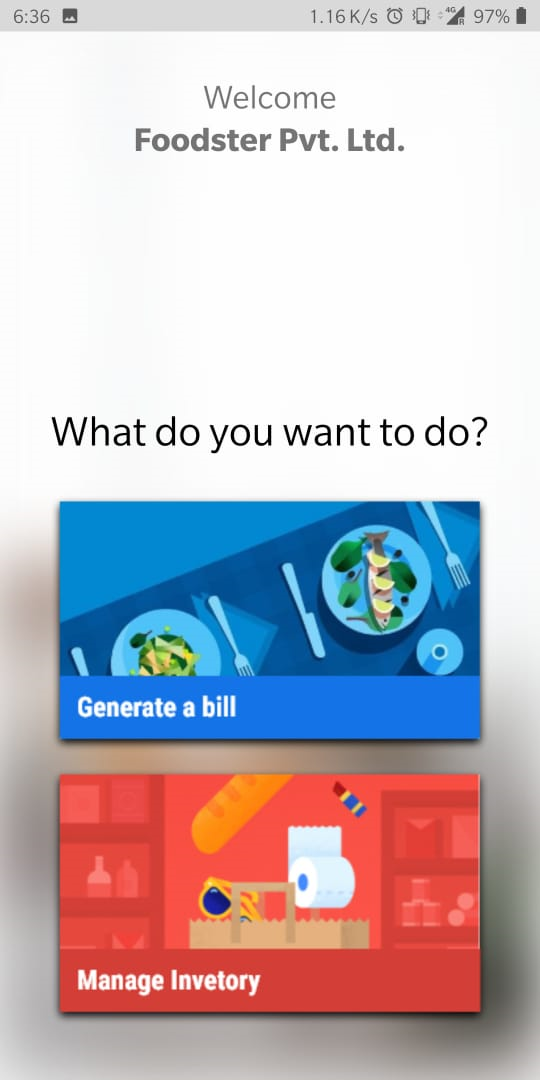 6:36 1.16 K/s 4G R 97%
Welcome
Foodster Pvt. Ltd.
What do you want to do?
Generate a bill
Manage Invetory